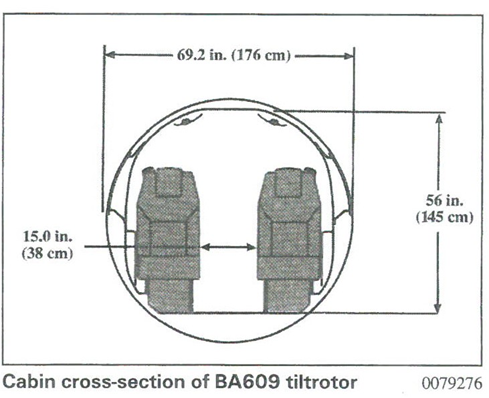 69.2 in. (176 cm)
56 in.
(145 cm)
15.0 in.
(38 cm)
Cabin cross-section of BA609 tiltrotor
0079276